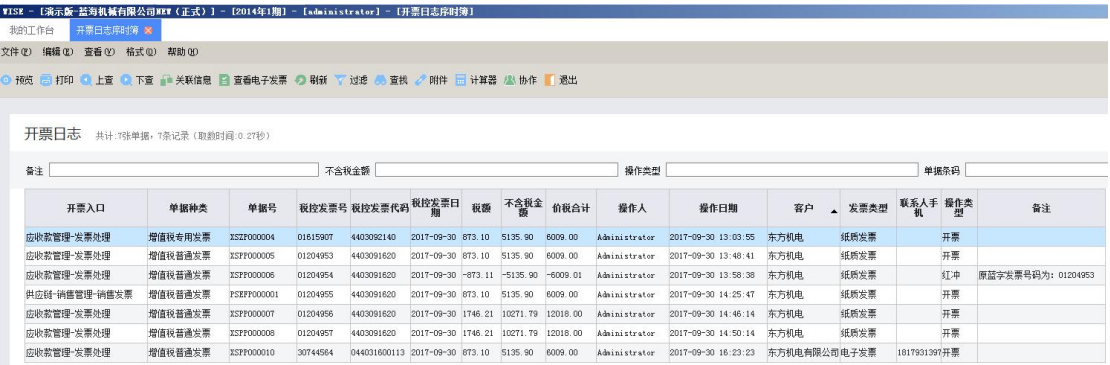 WISE - [演示版-蓝海机械有限公司NEW（正式）] - [2014年1期] - [administrator] - [开票日志序时簿]
我的工作台 开票日志序时簿
文件(F) 编辑(E) 查看(V) 格式(O) 帮助(H)
预览 打印 上查 下查 关联信息 查看电子发票 刷新 过滤 查找 附件 计算器 协作 退出
开票日志 共计:7张单据，7条记录（取数时间:0.27秒）
备注 不含税金额 操作类型 单据条码
开票入口 单据种类 单据号 税控发票号 税控发票代码 税控发票日期 税额 不含税金额 价税合计 操作人 操作日期 客户 发票类型 联系人手机 操作类型 备注
应收款管理-发票处理 增值税专用发票 XSZP000004 01615907 4403092140 2017-09-30 873.10 5135.90 6009.00 Administrator 2017-09-30 13:03:55 东方机电 纸质发票 开票
应收款管理-发票处理 增值税普通发票 XSPP000005 01204953 4403091620 2017-09-30 873.10 5135.90 6009.00 Administrator 2017-09-30 13:48:41 东方机电 纸质发票 开票
应收款管理-发票处理 增值税普通发票 XSPP000006 01204954 4403091620 2017-09-30 -873.11 -5135.90 -6009.01 Administrator 2017-09-30 13:58:38 东方机电 纸质发票 红冲 原蓝字发票号码为: 01204953
供应链-销售管理-销售发票 增值税普通发票 PSEFP000001 01204955 4403091620 2017-09-30 873.10 5135.90 6009.00 Administrator 2017-09-30 14:25:47 东方机电 纸质发票 开票
应收款管理-发票处理 增值税普通发票 XSPP000007 01204956 4403091620 2017-09-30 1746.21 10271.79 12018.00 Administrator 2017-09-30 14:46:14 东方机电 纸质发票 开票
应收款管理-发票处理 增值税普通发票 XSPP000008 01204957 4403091620 2017-09-30 1746.21 10271.79 12018.00 Administrator 2017-09-30 14:50:14 东方机电 纸质发票 开票
应收款管理-发票处理 增值税普通发票 XSPP000010 30744564 044031600113 2017-09-30 873.10 5135.90 6009.00 Administrator 2017-09-30 16:23:23 东方机电有限公司 电子发票 1817931397 开票